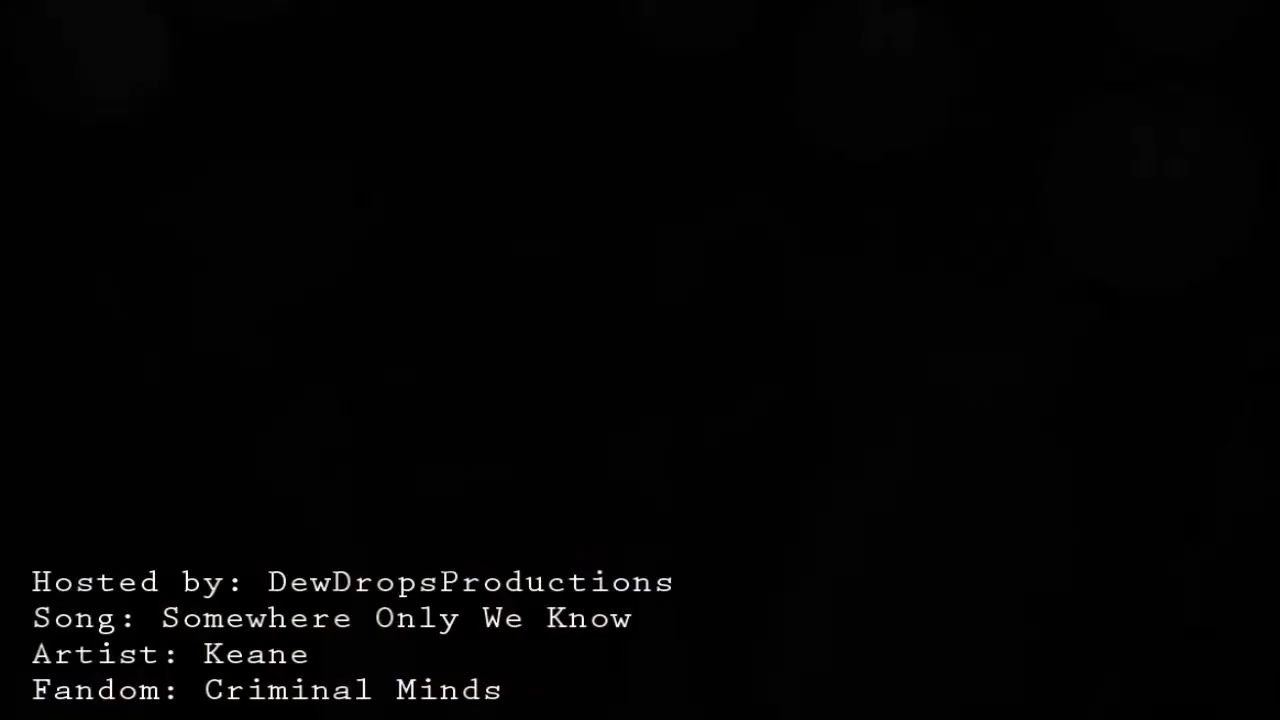 Hosted by: DewDropsProductions
Song: Somewhere Only We Know
Artist: Keane
Fandom: Criminal Minds